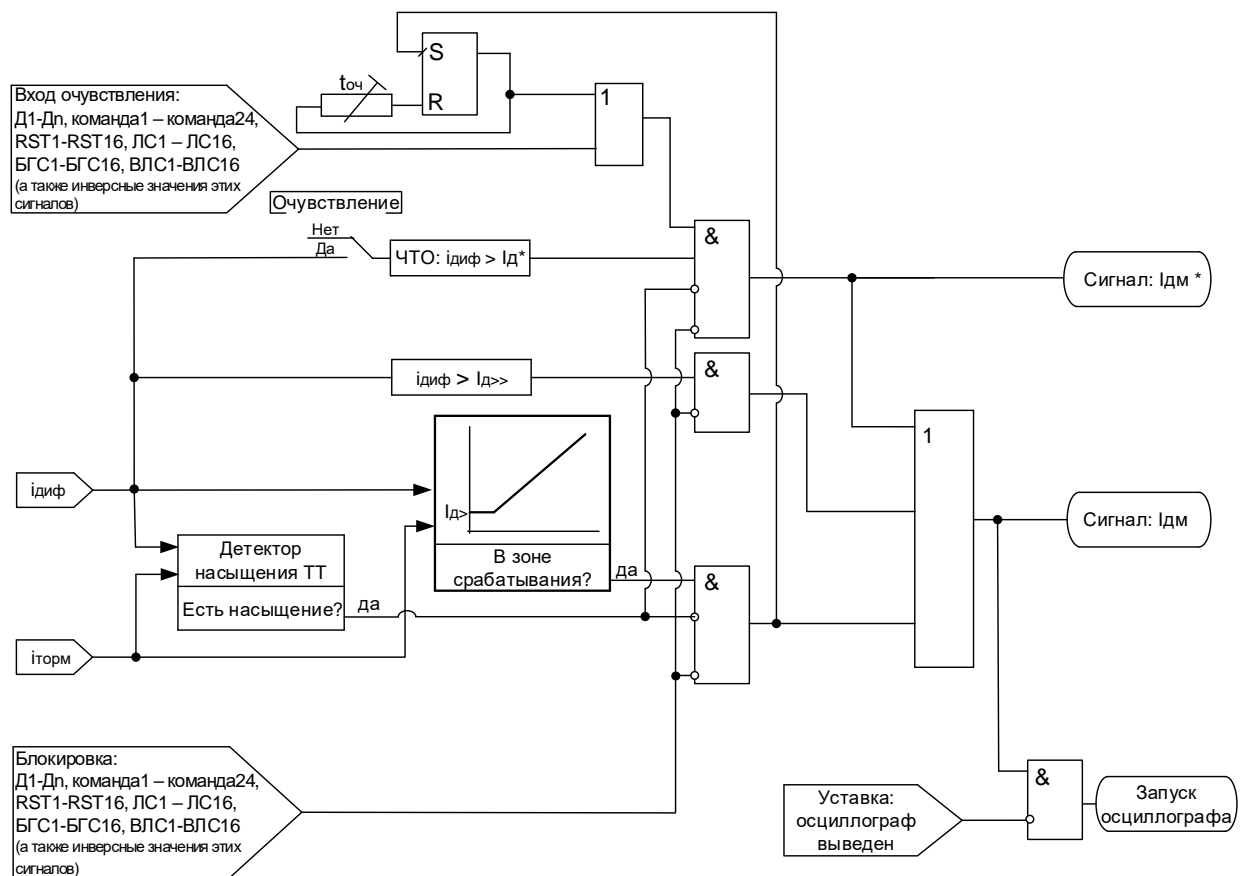 S
tоч
R
1
Вход очувствления:
Д1-Дn, команда1 – команда24,
RST1-RST16, ЛС1 – ЛС16,
БГС1-БГС16, ВЛС1-ВЛС16
(а также инверсные значения этих
сигналов)
Очувствление
Нет
Да
ЧТО: iдиф > Iд*
&
Сигнал: Iдм *
iдиф > Iд>>
&
1
Iд>
В зоне
срабатывания?
да
iдиф
Детектор
насыщения ТТ
Есть насыщение?
да
&
Сигнал: Iдм
iторм
Блокировка:
Д1-Дn, команда1 – команда24,
RST1-RST16, ЛС1 – ЛС16,
БГС1-БГС16, ВЛС1-ВЛС16
(а также инверсные значения этих
сигналов)
Уставка:
осциллограф
выведен
&
Запуск
осциллографа